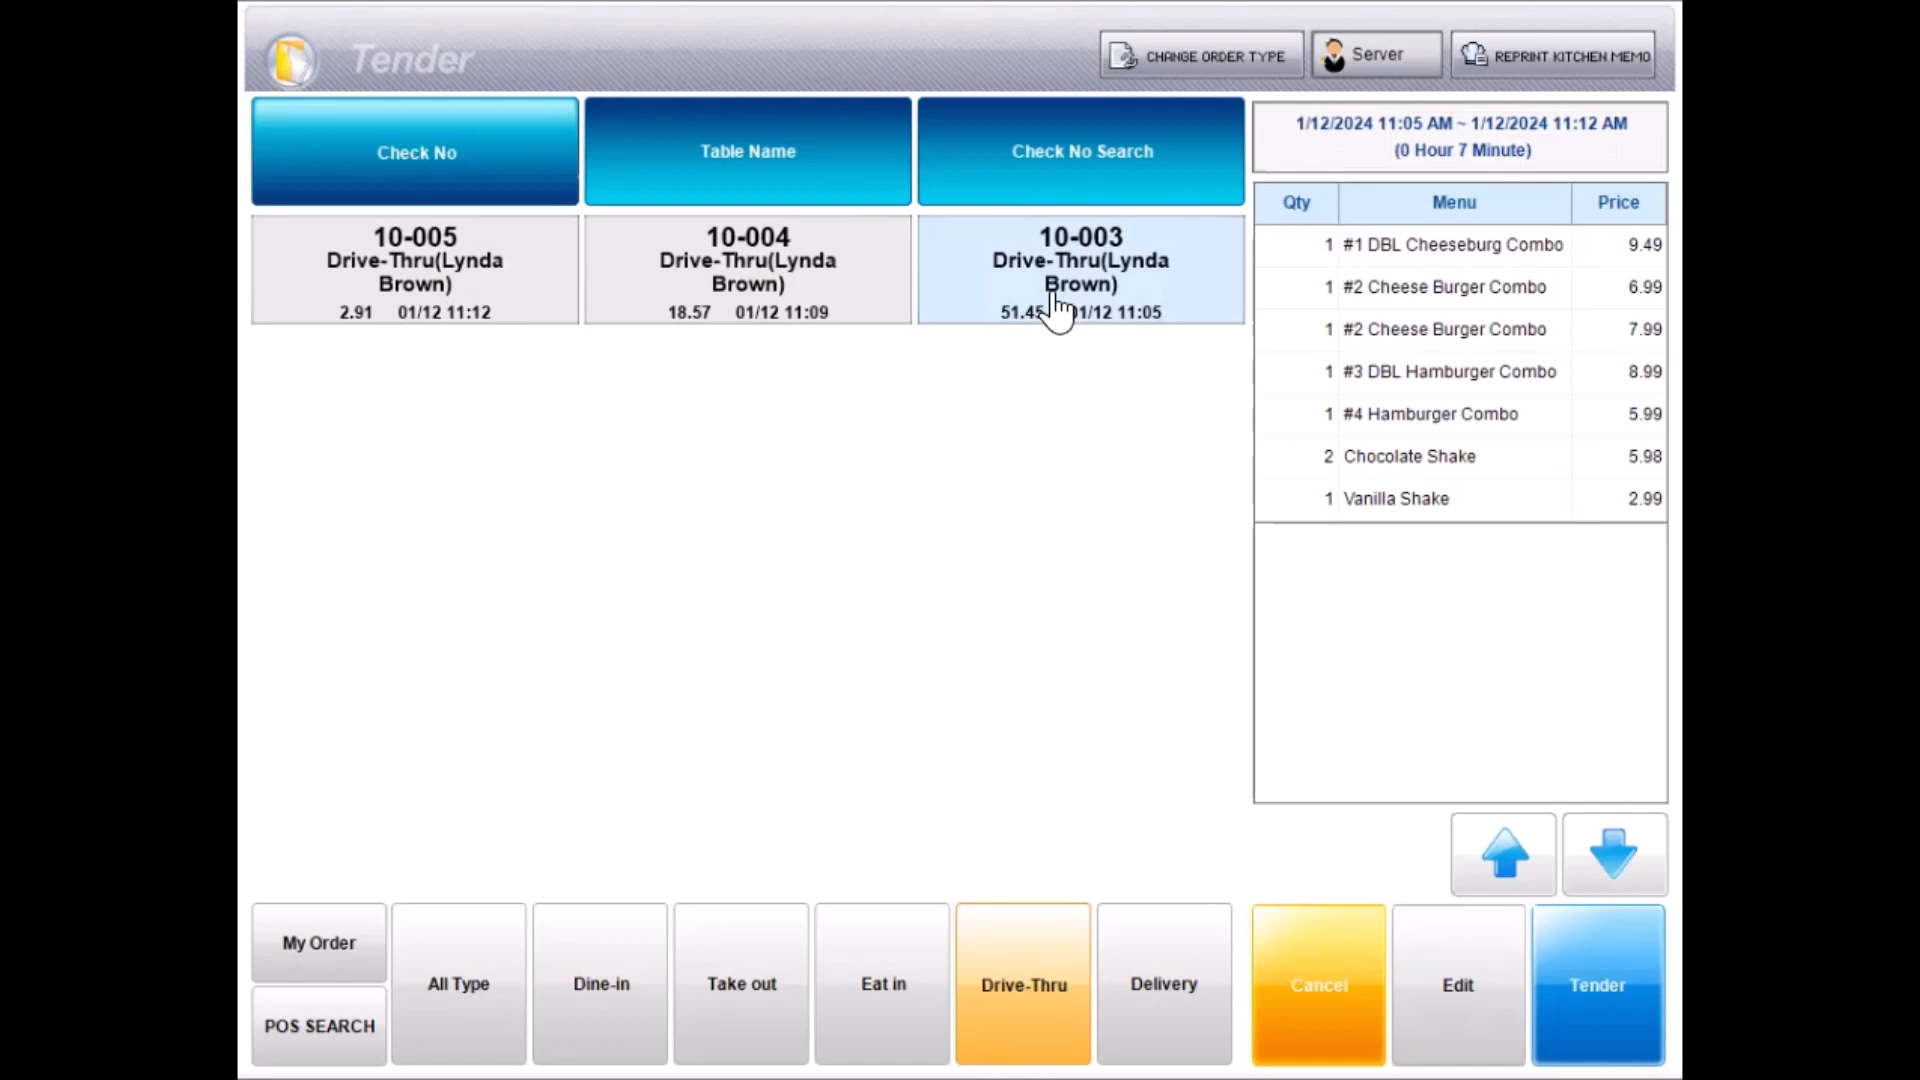 Tender
CHANGE ORDER TYPE
Server
REPRINT KITCHEN MEMO
Check No
Table Name
Check No Search
1/12/2024 11:05 AM ~ 1/12/2024 11:12 AM
(0 Hour 7 Minute)
10-005
Drive-Thru(Lynda
Brown)
2.91 01/12 11:12
10-004
Drive-Thru(Lynda
Brown)
18.57 01/12 11:09
10-003
Drive-Thru(Lynda
Brown)
51.45 01/12 11:05
Qty Menu Price
1 #1 DBL Cheeseburg Combo 9.49
1 #2 Cheese Burger Combo 6.99
1 #2 Cheese Burger Combo 7.99
1 #3 DBL Hamburger Combo 8.99
1 #4 Hamburger Combo 5.99
2 Chocolate Shake 5.98
1 Vanilla Shake 2.99
My Order
POS SEARCH
All Type
Dine-in
Take out
Eat in
Drive-Thru
Delivery
Cancel
Edit
Tender